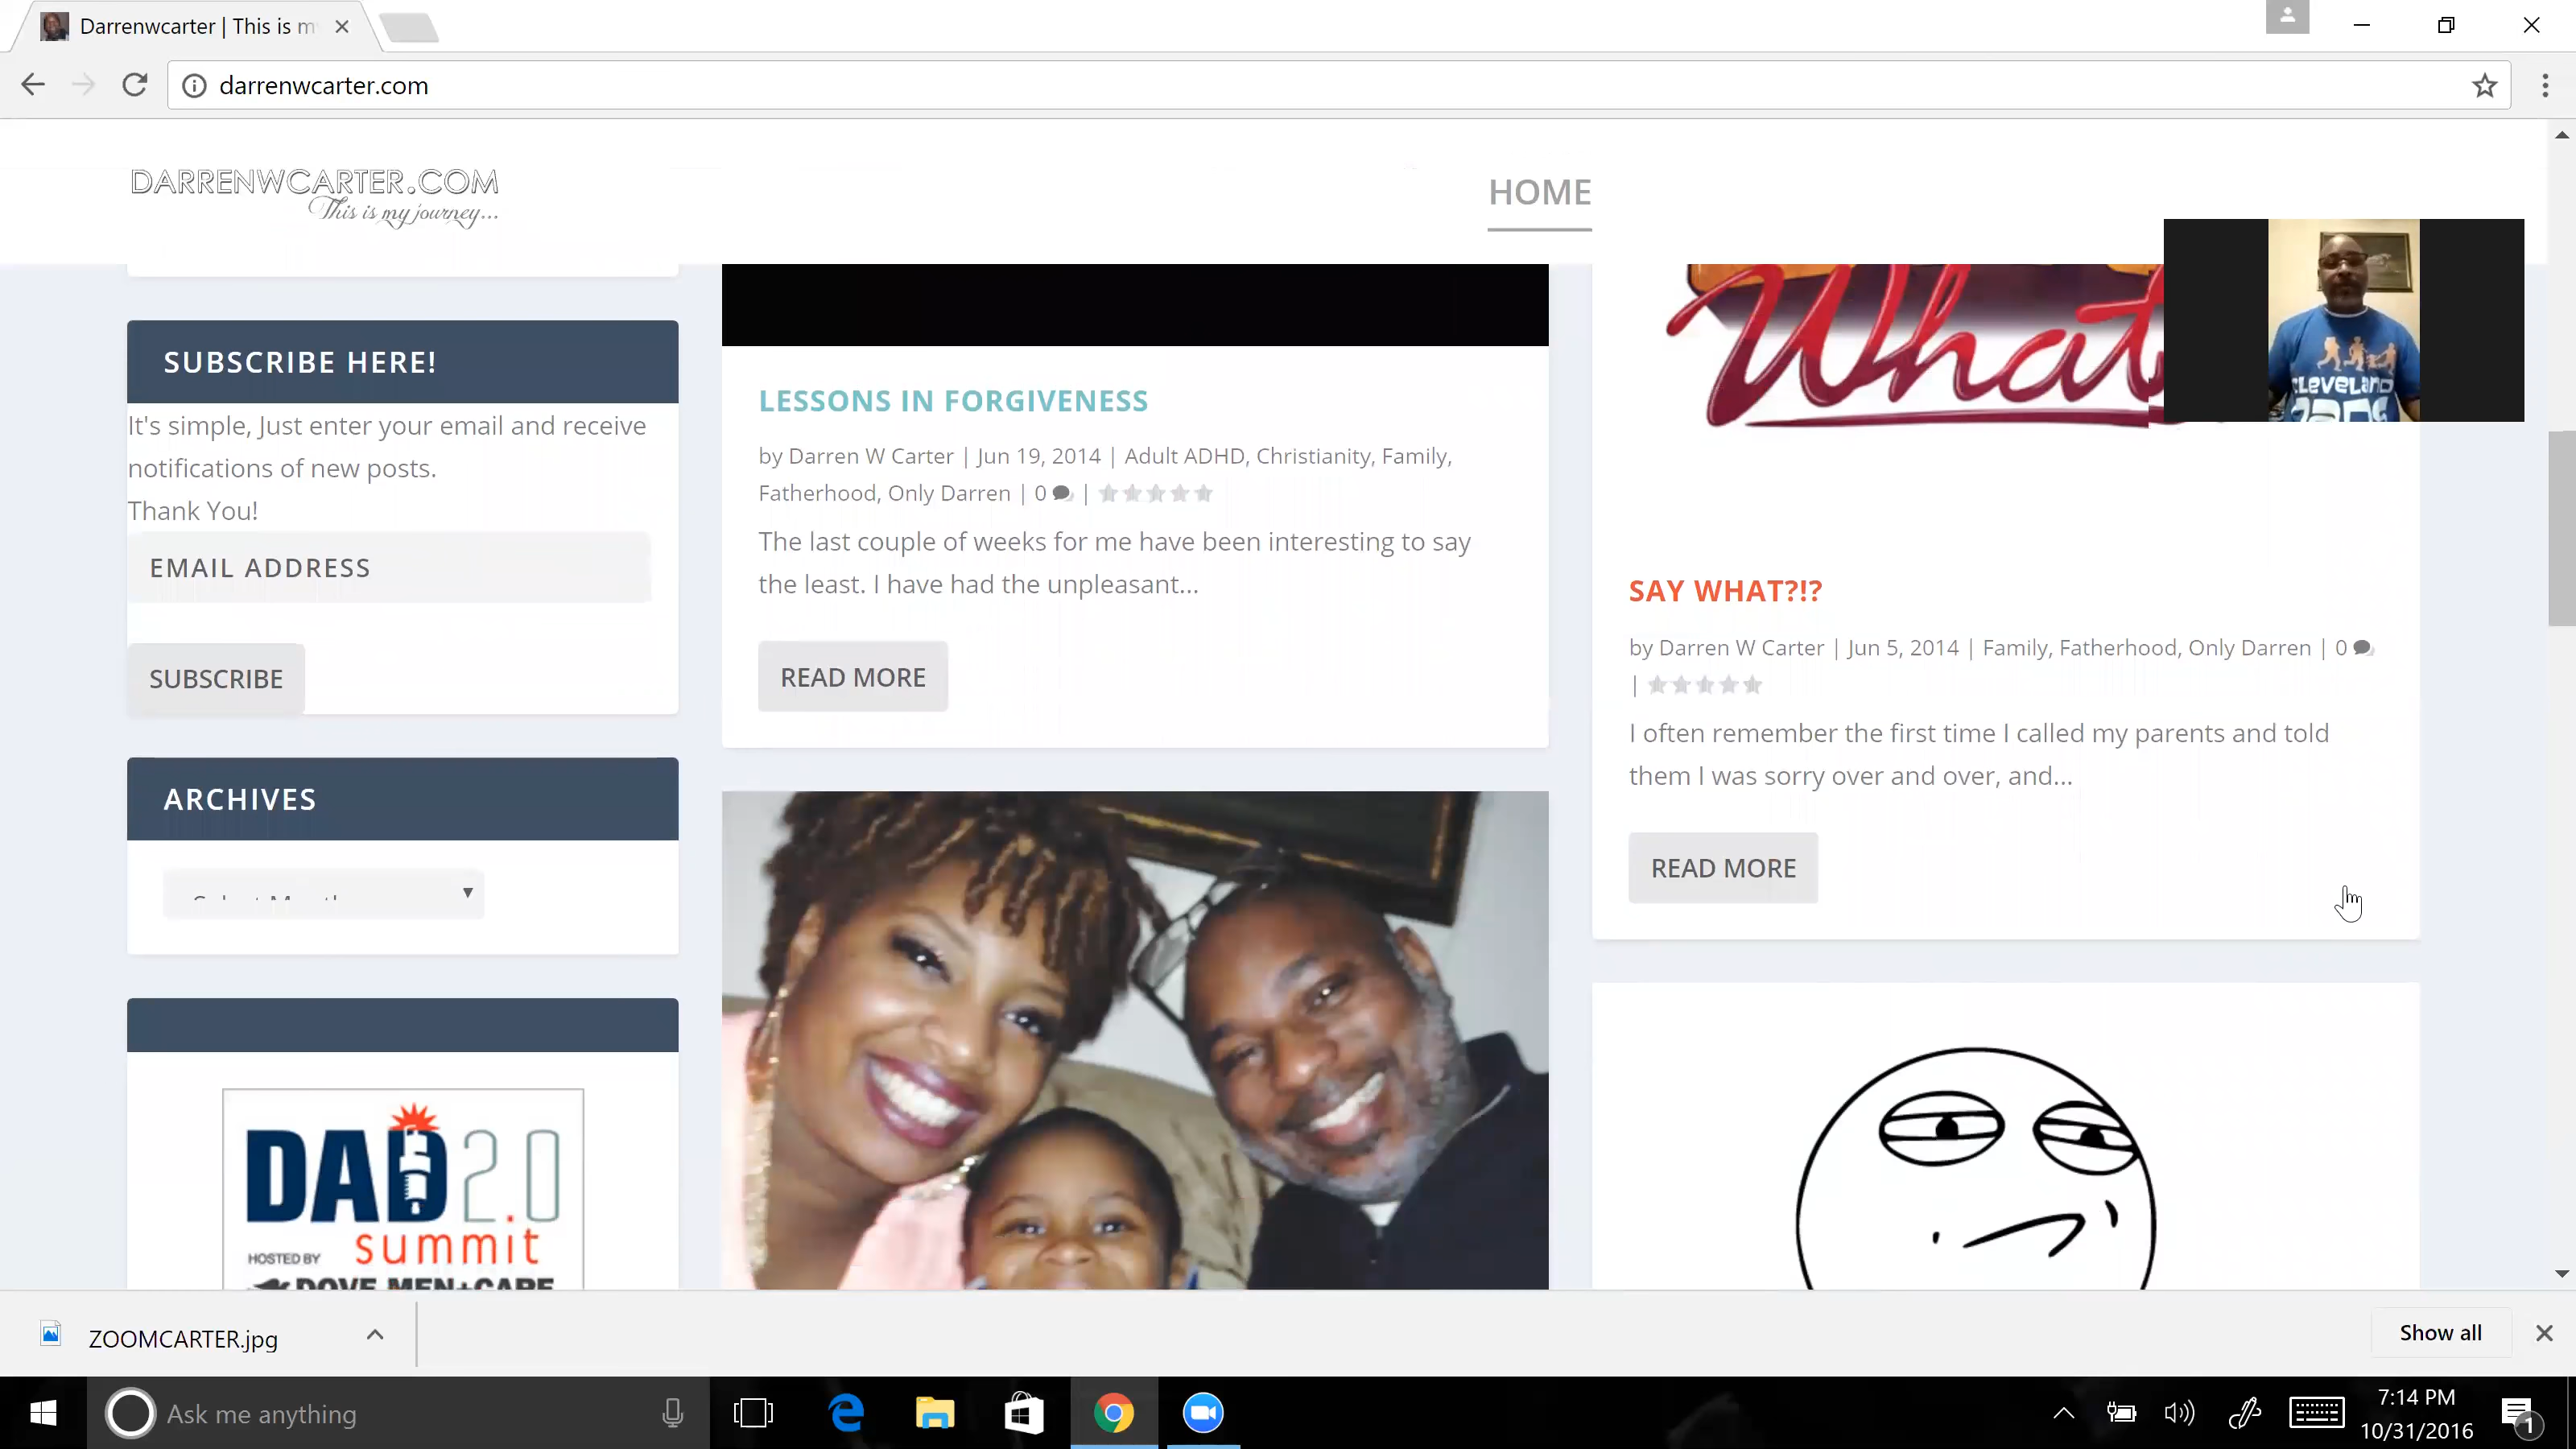 Darrenwcarter | This is m
darrenwcarter.com
DARRENWCARTER.COM
This is my journey...
HOME
SUBSCRIBE HERE!
It's simple, Just enter your email and receive
notifications of new posts.
Thank You!
EMAIL ADDRESS
SUBSCRIBE
ARCHIVES
DAD 2.0
summit
HOSTED BY
DOVE MEN+CARE
LESSONS IN FORGIVENESS
by Darren W Carter | Jun 19, 2014 | Adult ADHD, Christianity, Family,
Fatherhood, Only Darren | 0 |
The last couple of weeks for me have been interesting to say
the least. I have had the unpleasant...
READ MORE
What
CLEVELAND
SAY WHAT?!?
by Darren W Carter | Jun 5, 2014 | Family, Fatherhood, Only Darren | 0
|
I often remember the first time I called my parents and told
them I was sorry over and over, and...
READ MORE
ZOOMCARTER.jpg
Show all
Ask me anything
7:14 PM
10/31/2016
1